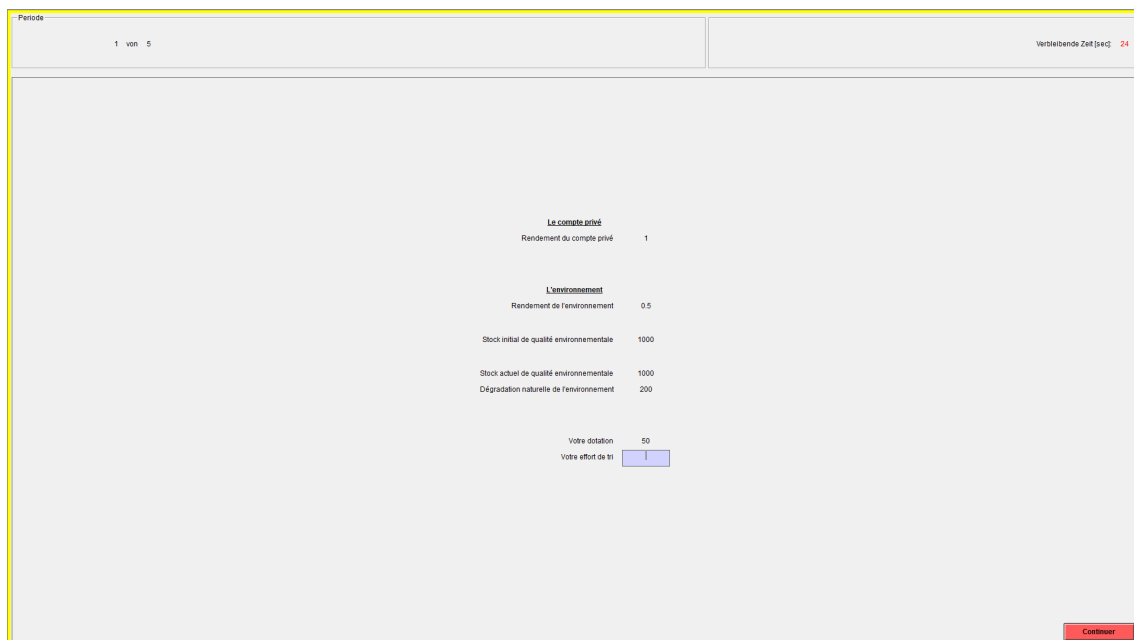 Periode
1 von 5
Verbleibende Zeit [sec]: 24
Le compte privé
Rendement du compte privé 1
L'environnement
Rendement de l'environnement 0.5
Stock initial de qualité environnementale 1000
Stock actuel de qualité environnementale 1000
Dégradation naturelle de l'environnement 200
Votre dotation 50
Votre effort de tri
Continuer